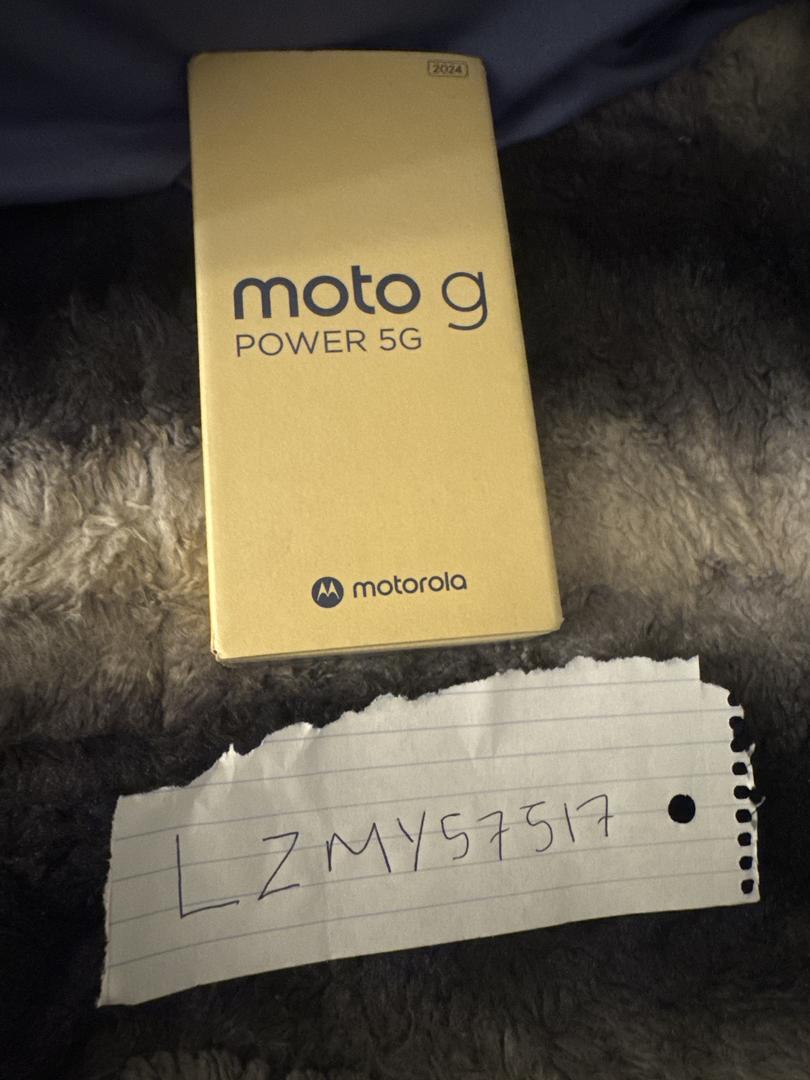 2024
moto g
POWER 5G
motorola
LZMY57517